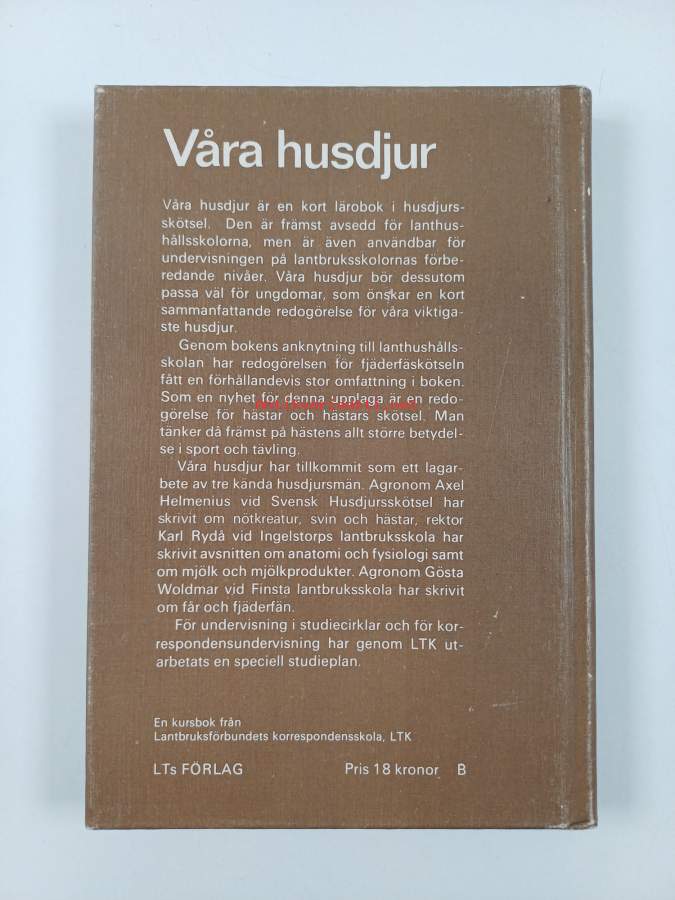 Våra husdjur
Våra husdjur är en kort lärobok i husdjurs-
skötsel. Den är främst avsedd för lanthus-
hållsskolorna, men är även användbar för
undervisningen på lantbruksskolornas förbe-
redande nivåer. Våra husdjur bör dessutom
passa väl för ungdomar, som önskar en kort
sammanfattande redogörelse för våra viktiga-
ste husdjur.
Genom bokens anknytning till lanthushålls-
skolan har redogörelsen för fjäderfäskötseln
fått en förhållandevis stor omfattning i boken.
Som en nyhet för denna upplaga är en redo-
görelse för hästar och hästars skötsel. Man
tänker då främst på hästens allt större betydel-
se i sport och tävling.
Våra husdjur har tillkommit som ett lagar-
bete av tre kända husdjursmän. Agronom Axel
Helmenius vid Svensk Husdjursskötsel har
skrivit om nötkreatur, svin och hästar, rektor
Karl Rydå vid Ingelstorps lantbruksskola har
skrivit avsnitten om anatomi och fysiologi samt
om mjölk och mjölkprodukter. Agronom Gösta
Woldmar vid Finsta lantbruksskola har skrivit
om får och fjäderfän.
För undervisning i studiecirklar och för kor-
respondensundervisning har genom LTK ut-
arbetats en speciell studieplan.
En kursbok från
Lantbruksförbundets korrespondensskola, LTK
LTs FÖRLAG Pris 18 kronor B